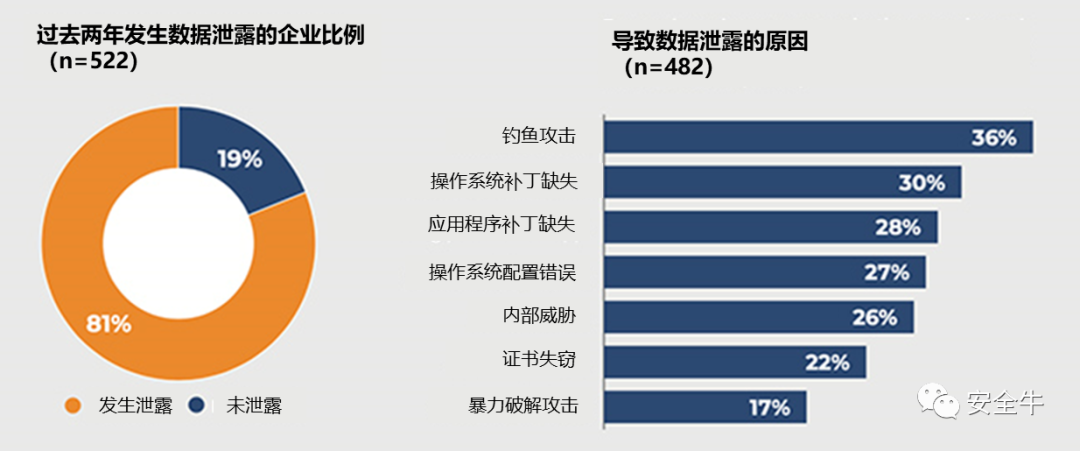 过去两年发生数据泄露的企业比例
（n=522）
19%
81%
发生泄露
未泄露
导致数据泄露的原因
（n=482）
钓鱼攻击
36%
操作系统补丁缺失
30%
应用程序补丁缺失
28%
操作系统配置错误
27%
内部威胁
26%
证书失窃
22%
暴力破解攻击
17%
安全牛